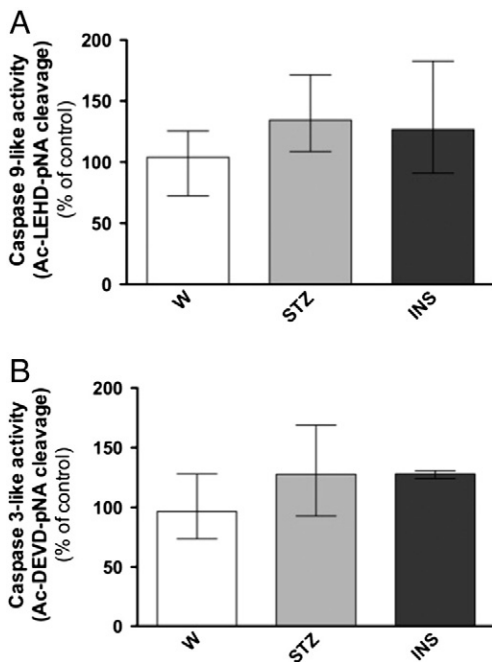 A
Caspase 9-like activity
(Ac-LEHD-pNA cleavage)
(% of control)
200
150
100
50
0
W
STZ
INS
B
Caspase 3-like activity
(Ac-DEVD-pNA cleavage)
(% of control)
200
150
100
50
0
W
STZ
INS